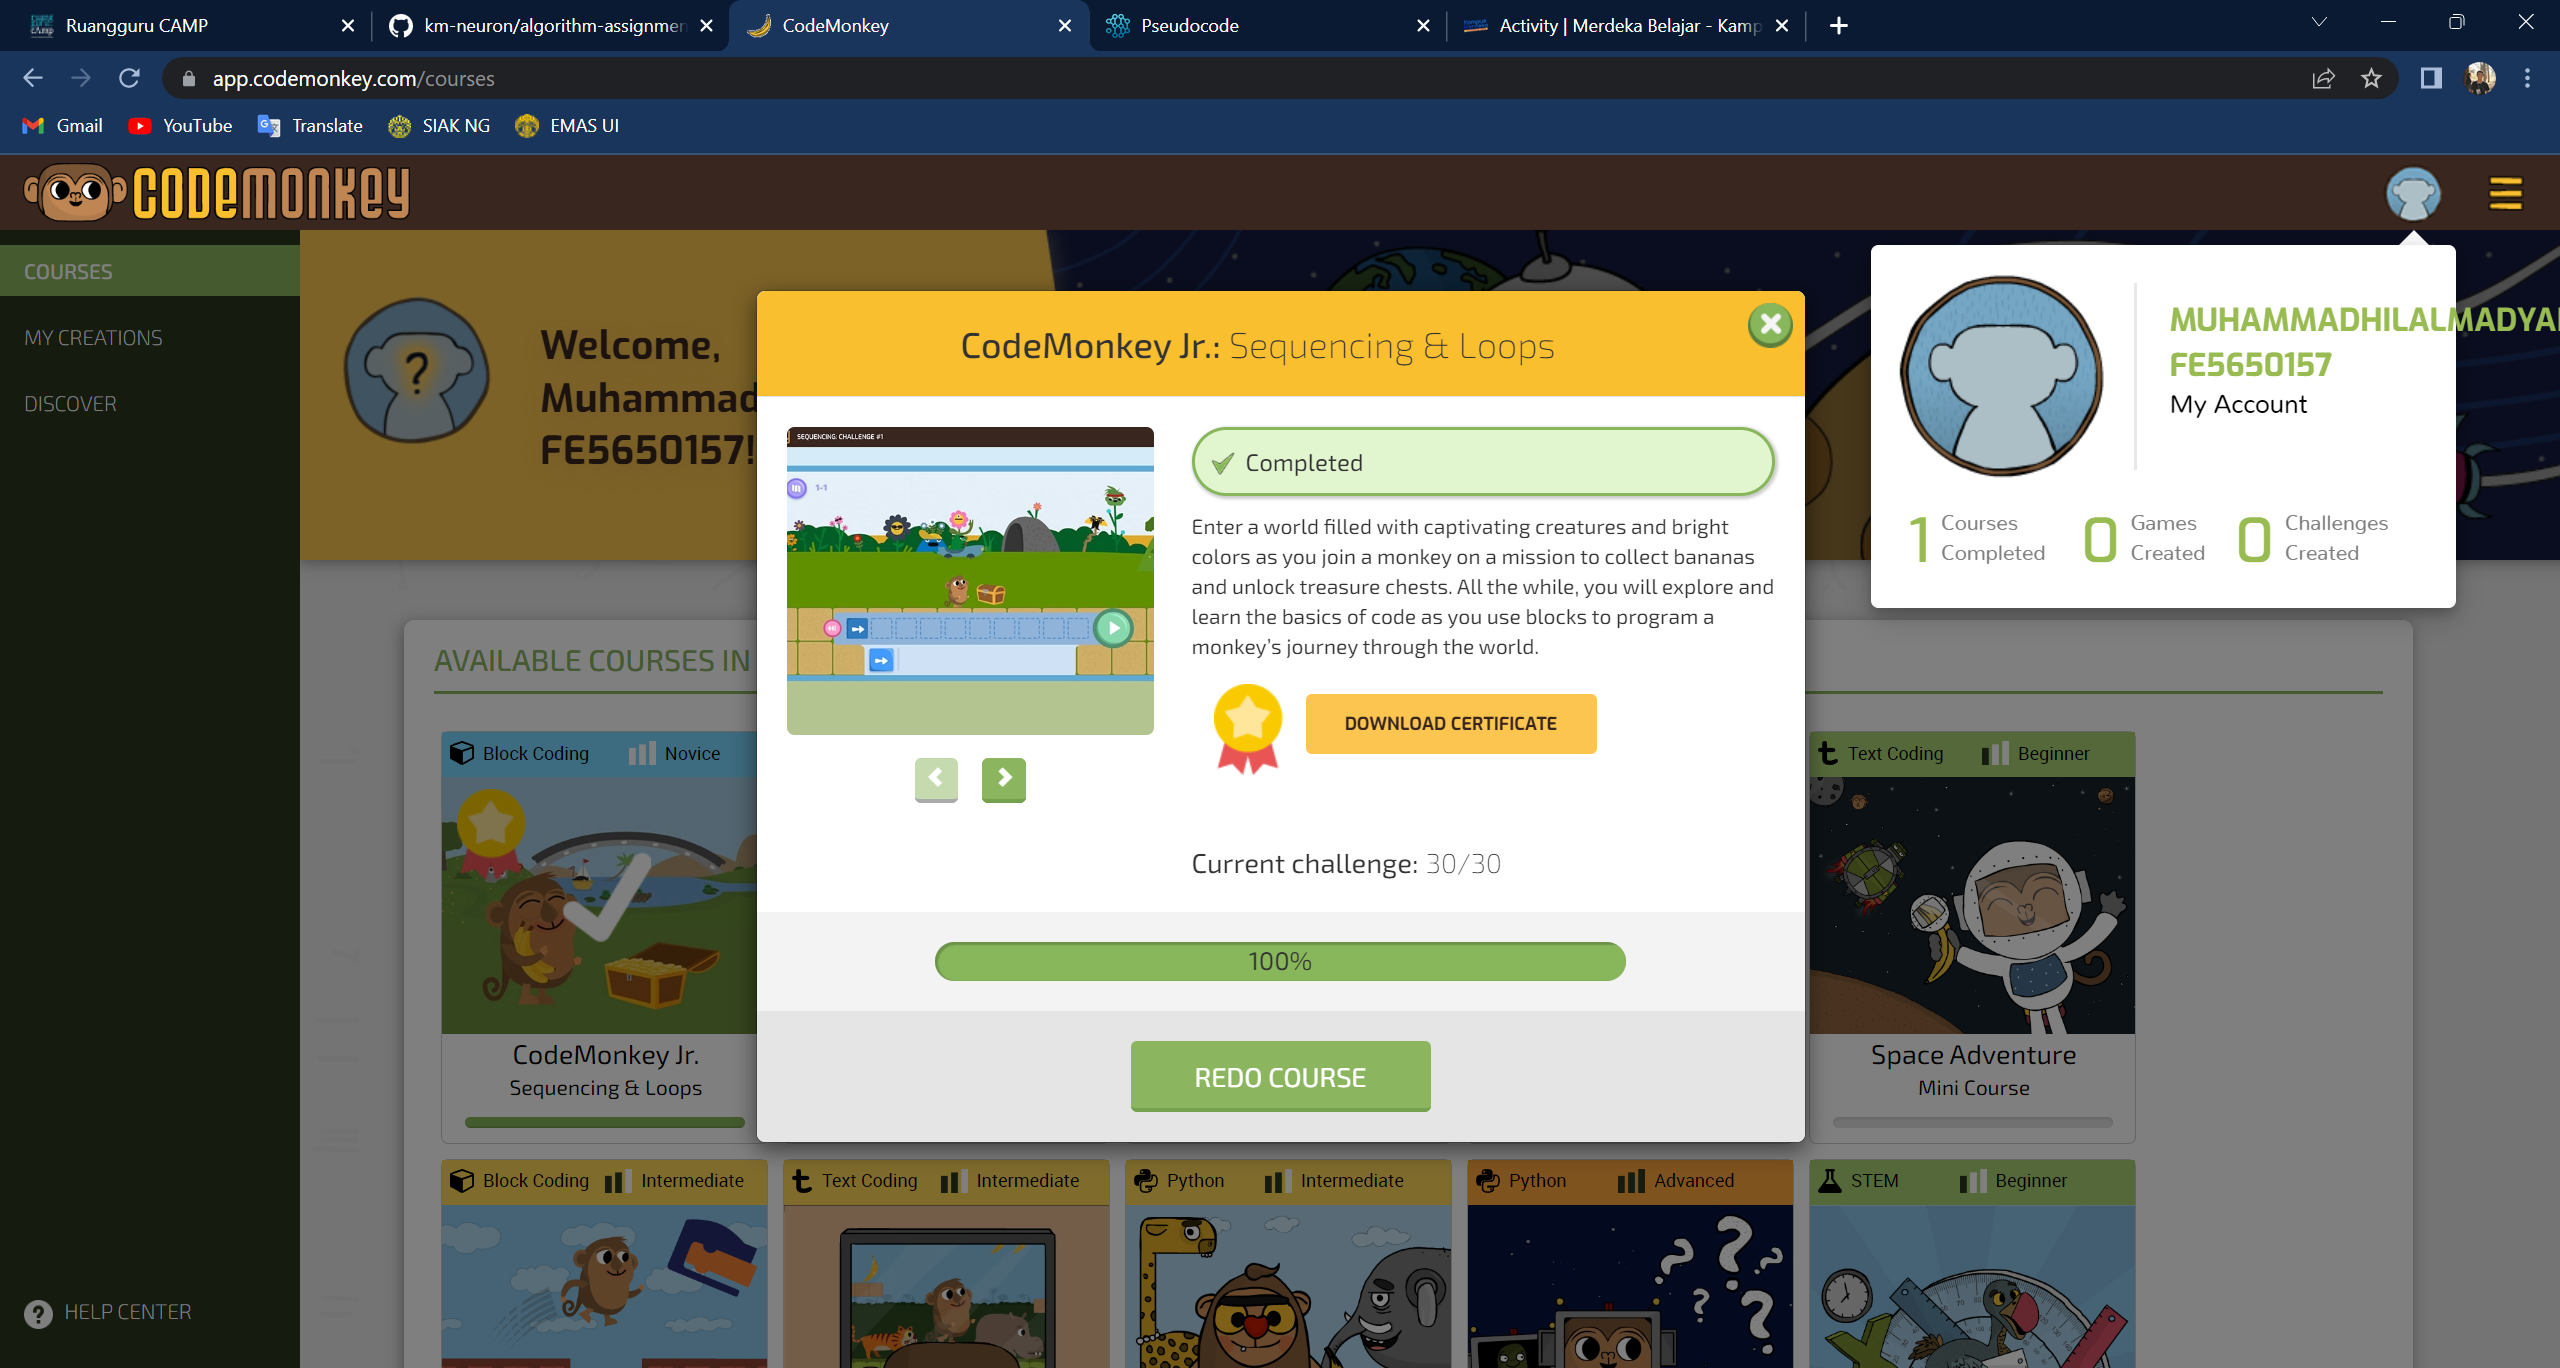 Ruangguru CAMP
km-neuron/algorithm-assignmen
CodeMonkey
Pseudocode
Activity | Merdeka Belajar - Kamp
app.codemonkey.com/courses
Gmail
YouTube
Translate
SIAK NG
EMAS UI
CODEMONKEY
COURSES
MY CREATIONS
DISCOVER
HELP CENTER
Welcome,
Muhammad
FE5650157!
MUHAMMADHILALMADYA
FE5650157
My Account
1 Courses Completed
0 Games Created
0 Challenges Created
CodeMonkey Jr.: Sequencing & Loops
SEQUENCING: CHALLENGE #1
1-1
Completed
Enter a world filled with captivating creatures and bright
colors as you join a monkey on a mission to collect bananas
and unlock treasure chests. All the while, you will explore and
learn the basics of code as you use blocks to program a
monkey’s journey through the world.
DOWNLOAD CERTIFICATE
Current challenge: 30/30
100%
REDO COURSE
AVAILABLE COURSES IN
Block Coding Novice
CodeMonkey Jr.
Sequencing & Loops
Text Coding Beginner
Space Adventure
Mini Course
Block Coding Intermediate
Text Coding Intermediate
Python Intermediate
Python Advanced
STEM Beginner